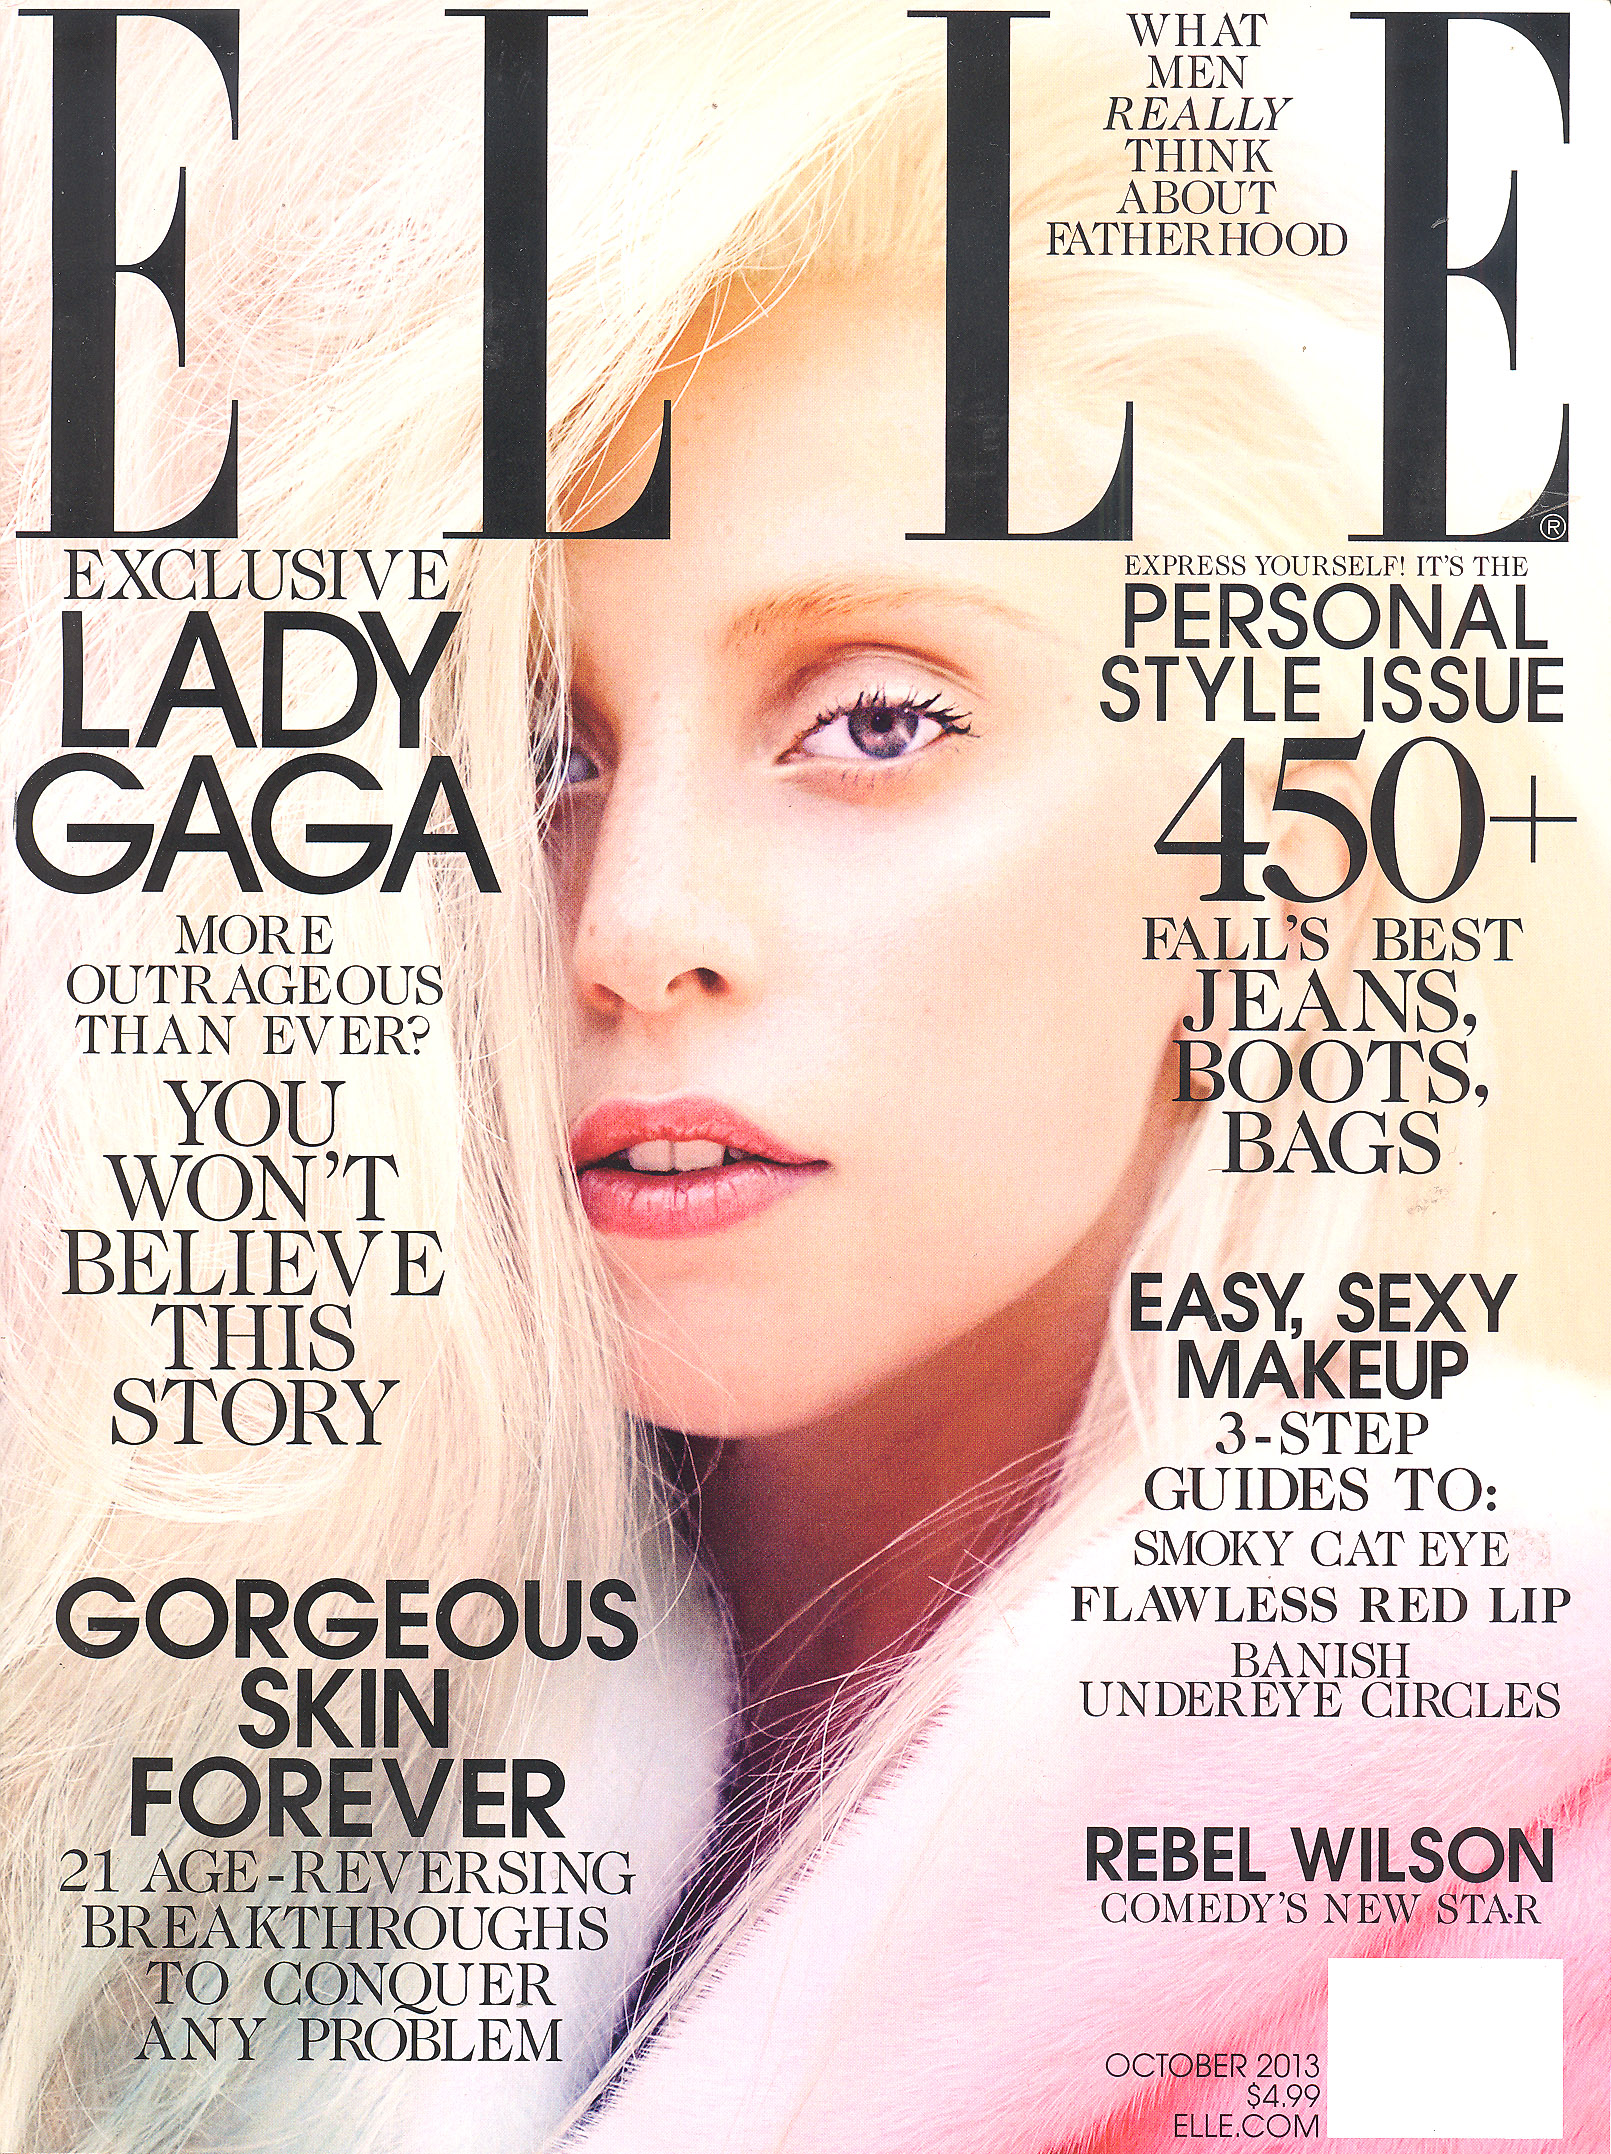 ELLE
®
WHAT
MEN
REALLY
THINK
ABOUT
FATHERHOOD
EXCLUSIVE
LADY
GAGA
MORE
OUTRAGEOUS
THAN EVER?
YOU
WON'T
BELIEVE
THIS
STORY
GORGEOUS
SKIN
FOREVER
21 AGE-REVERSING
BREAKTHROUGHS
TO CONQUER
ANY PROBLEM
EXPRESS YOURSELF! IT'S THE
PERSONAL
STYLE ISSUE
450+
FALL'S BEST
JEANS,
BOOTS,
BAGS
EASY, SEXY
MAKEUP
3-STEP
GUIDES TO:
SMOKY CAT EYE
FLAWLESS RED LIP
BANISH
UNDEREYE CIRCLES
REBEL WILSON
COMEDY'S NEW STAR
OCTOBER 2013
$4.99
ELLE.COM